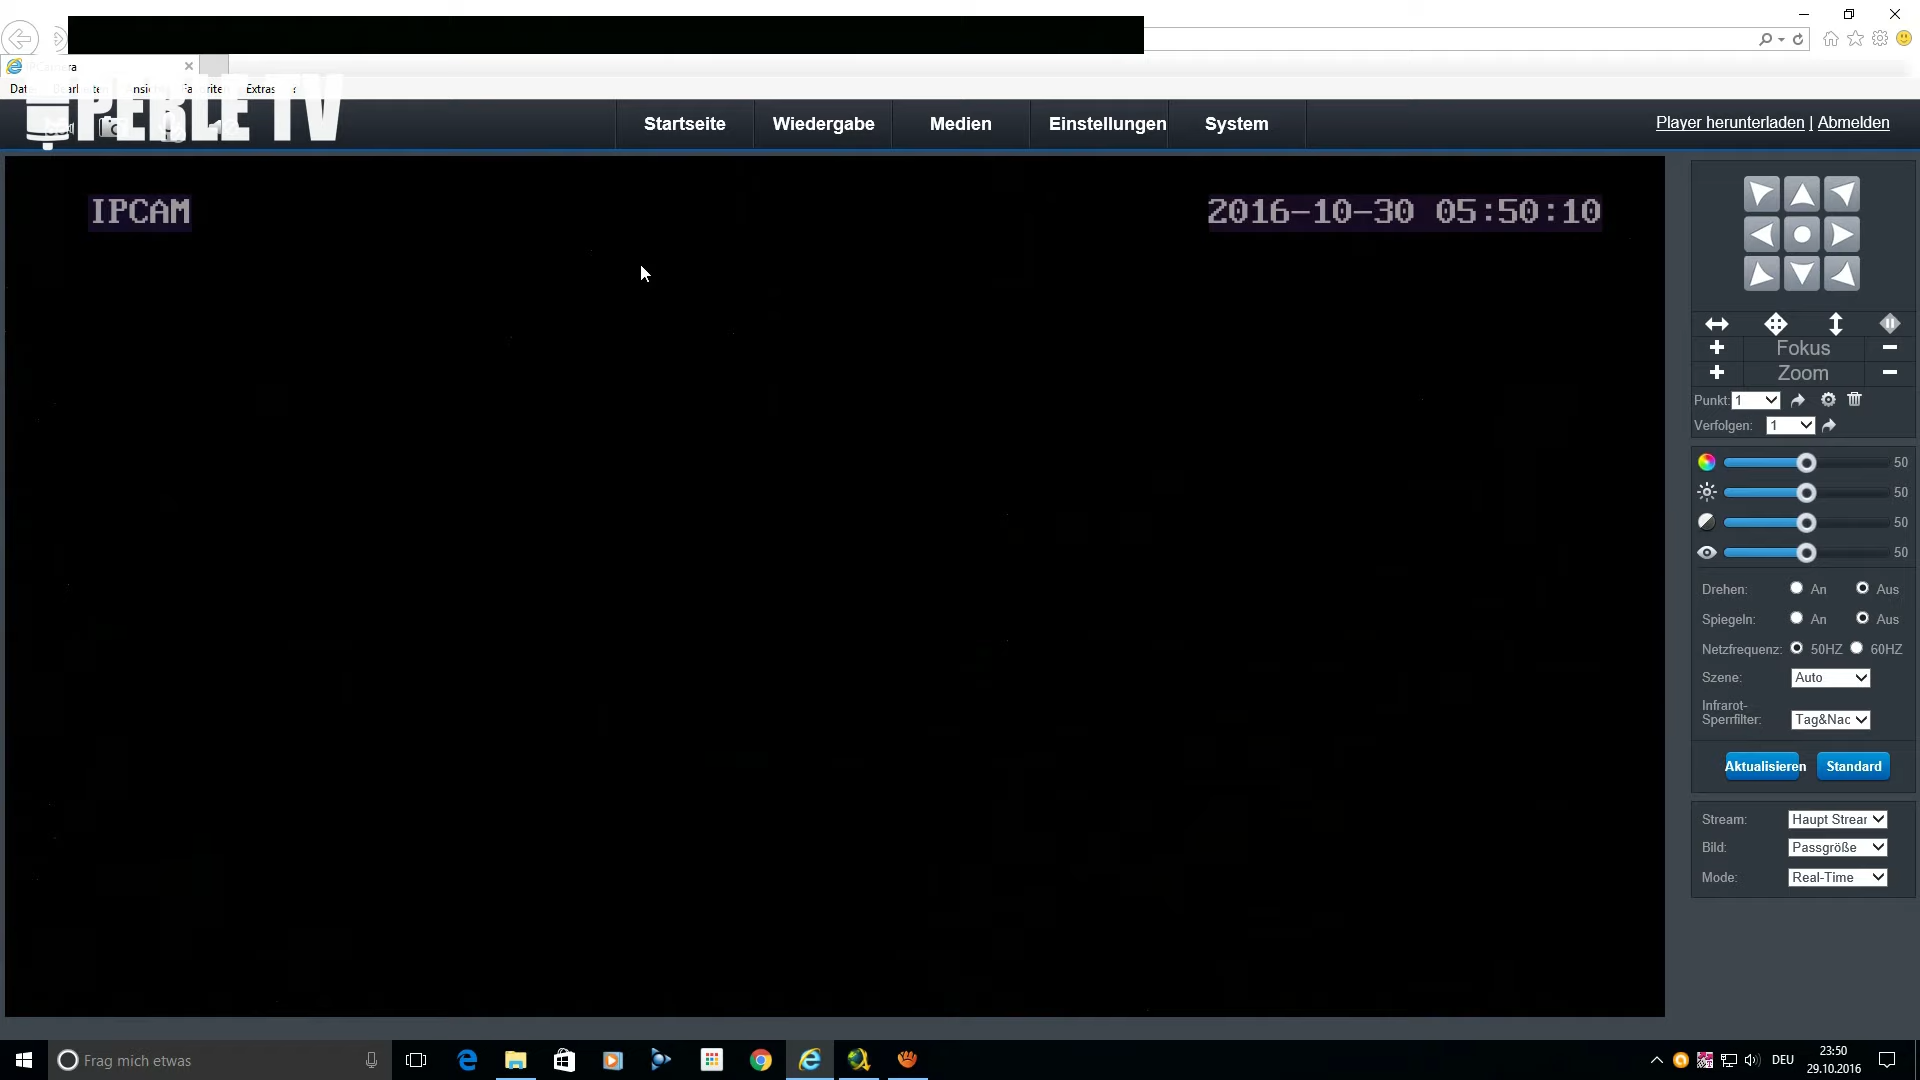 Bearbeiten Favoriten Extras
PERLE TV
Startseite Wiedergabe Medien Einstellungen System
Player herunterladen | Abmelden
IPCAM
2016-10-30 05:50:10
Fokus
Zoom
Punkt: 1
Verfolgen: 1
50
50
50
50
Drehen: An Aus
Spiegeln: An Aus
Netzfrequenz: 50HZ 60HZ
Szene: Auto
Infrarot-
Sperrfilter: Tag&Nac
Aktualisieren Standard
Stream: Haupt Strear
Bild: Passgröße
Mode: Real-Time
Frag mich etwas
DEU
23:50
29.10.2016